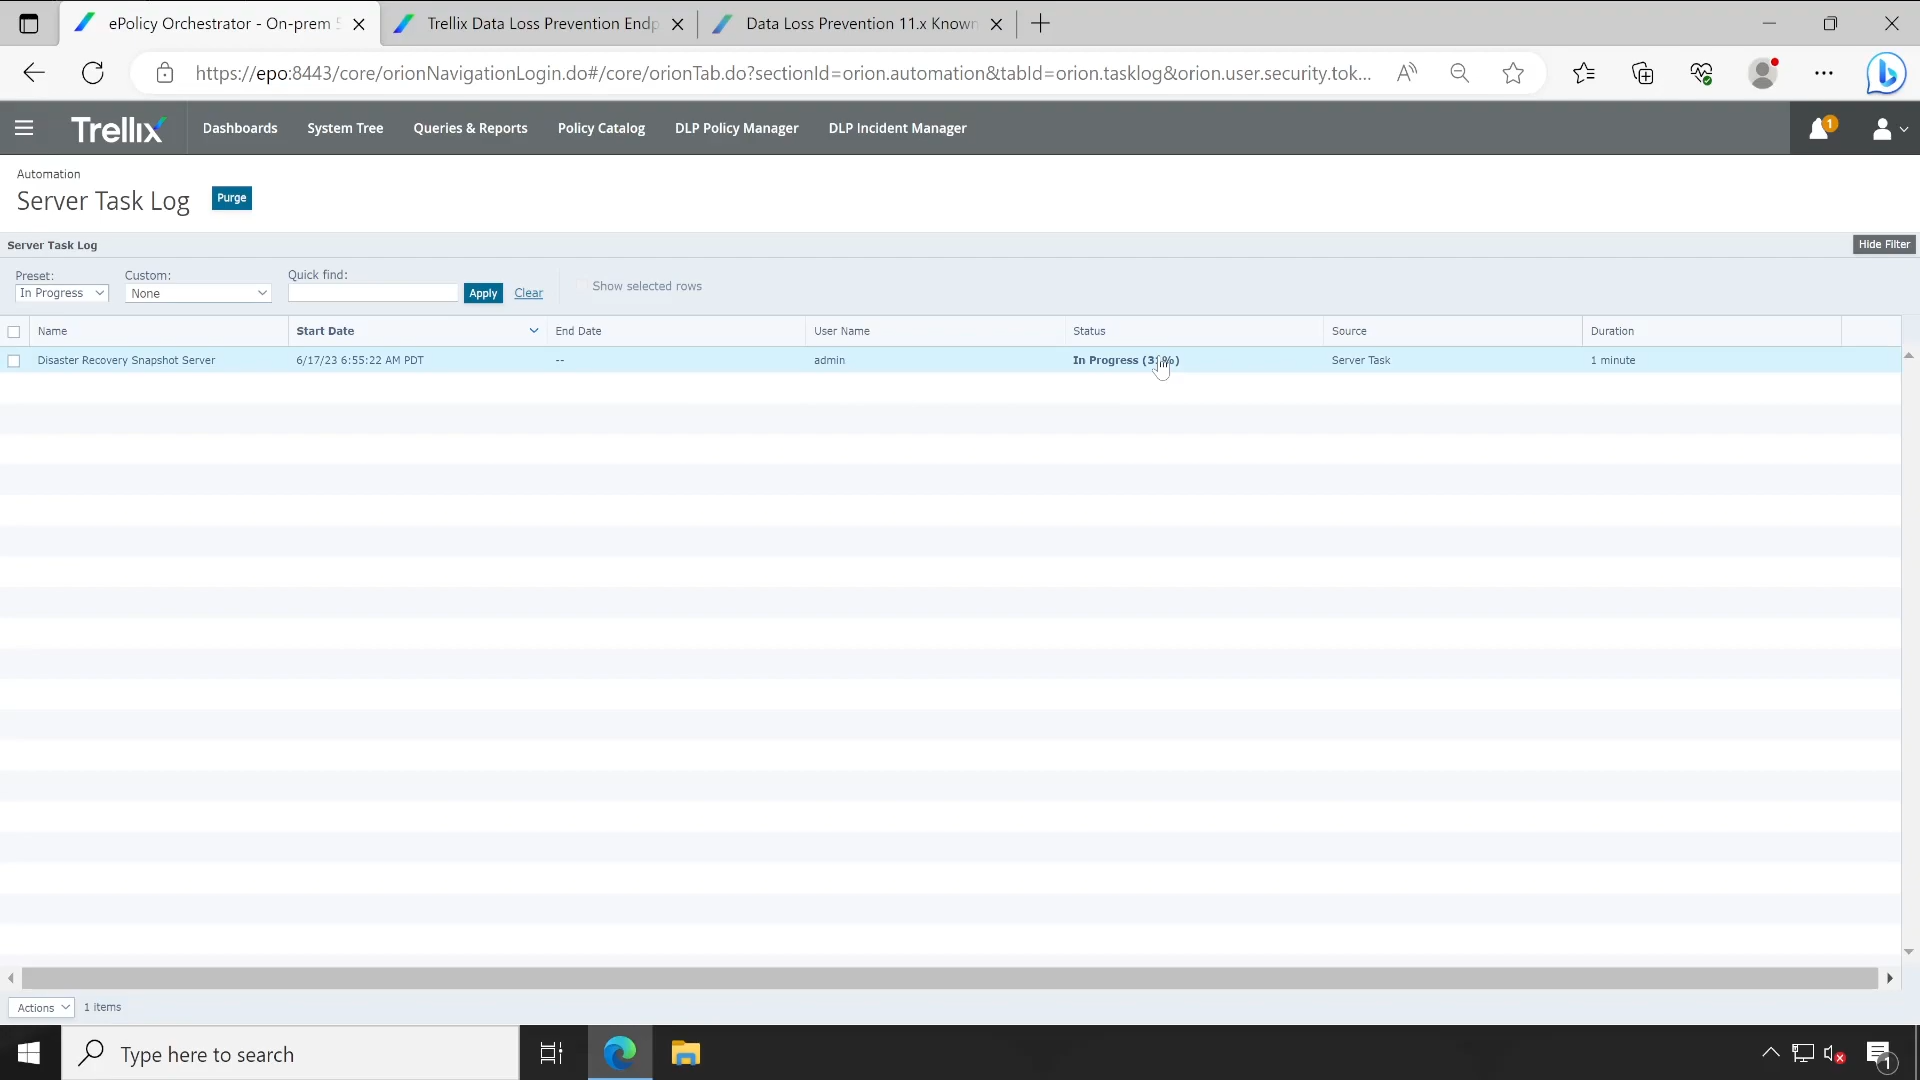 ePolicy Orchestrator - On-prem
Trellix Data Loss Prevention Endp
Data Loss Prevention 11.x Known
https://epo:8443/core/orionNavigationLogin.do#/core/orionTab.do?sectionId=orion.automation&tabId=orion.tasklog&orion.user.security.tok...
Trellix
Dashboards
System Tree
Queries & Reports
Policy Catalog
DLP Policy Manager
DLP Incident Manager
1
Automation
Server Task Log
Purge
Server Task Log
Hide Filter
Preset:
Custom:
Quick find:
In Progress
None
Apply
Clear
Show selected rows
Name
Start Date
End Date
User Name
Status
Source
Duration
Disaster Recovery Snapshot Server
6/17/23 6:55:22 AM PDT
--
admin
In Progress
Server Task
1 minute
Actions
1 items
Type here to search
1